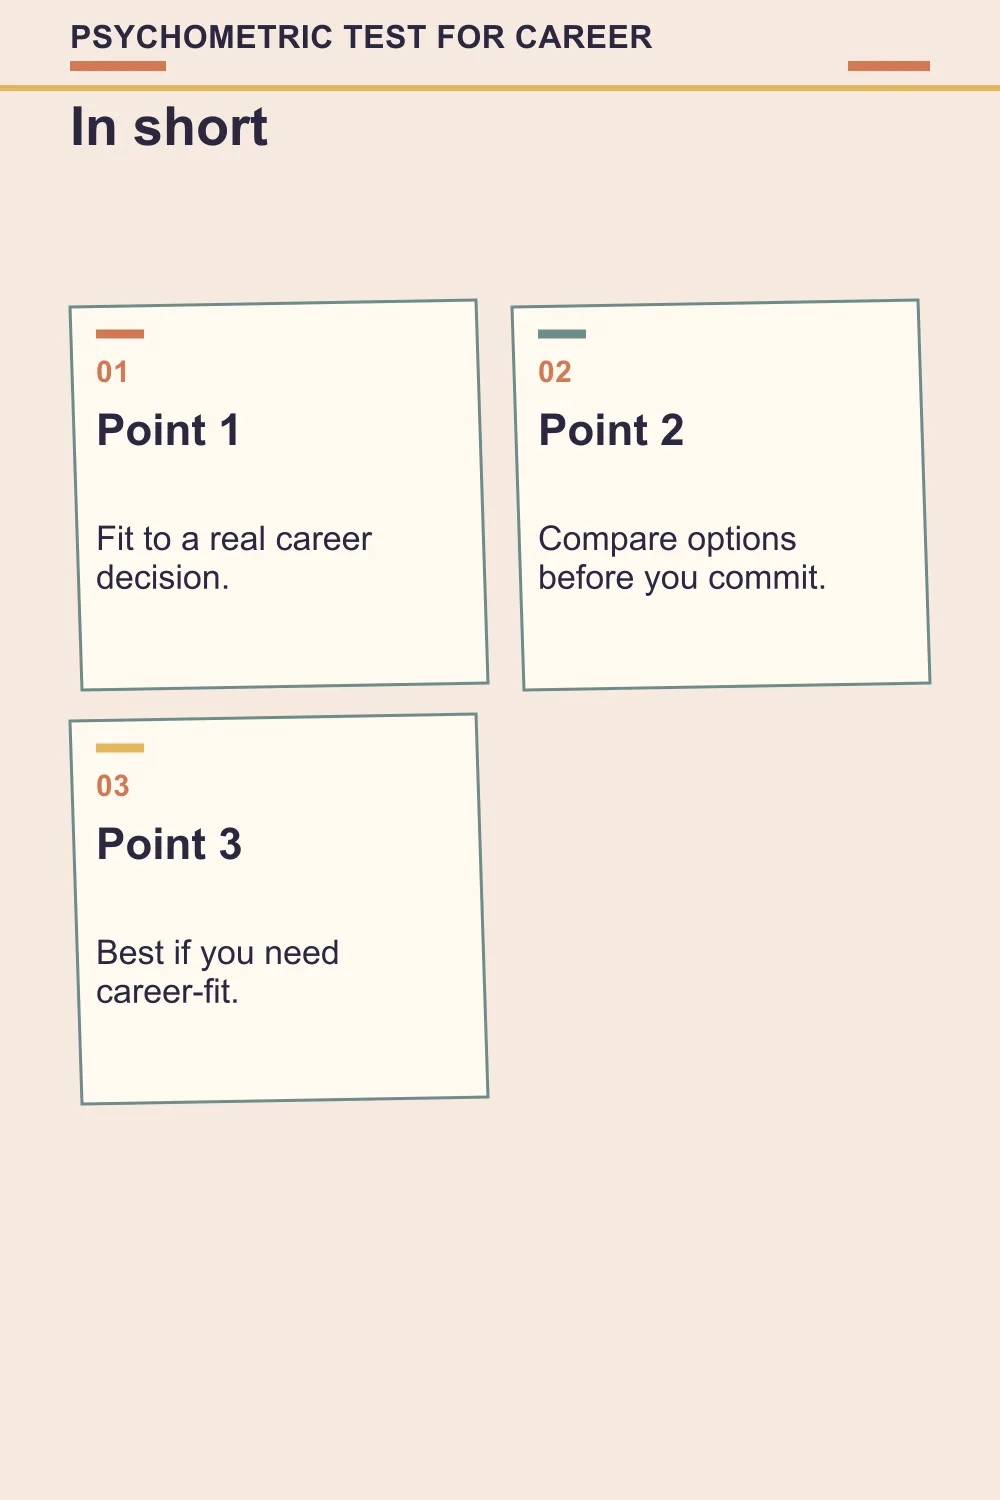 PSYCHOMETRIC TEST FOR CAREER
In short
01
Point 1
Fit to a real career
decision.
02
Point 2
Compare options
before you commit.
03
Point 3
Best if you need
career-fit.